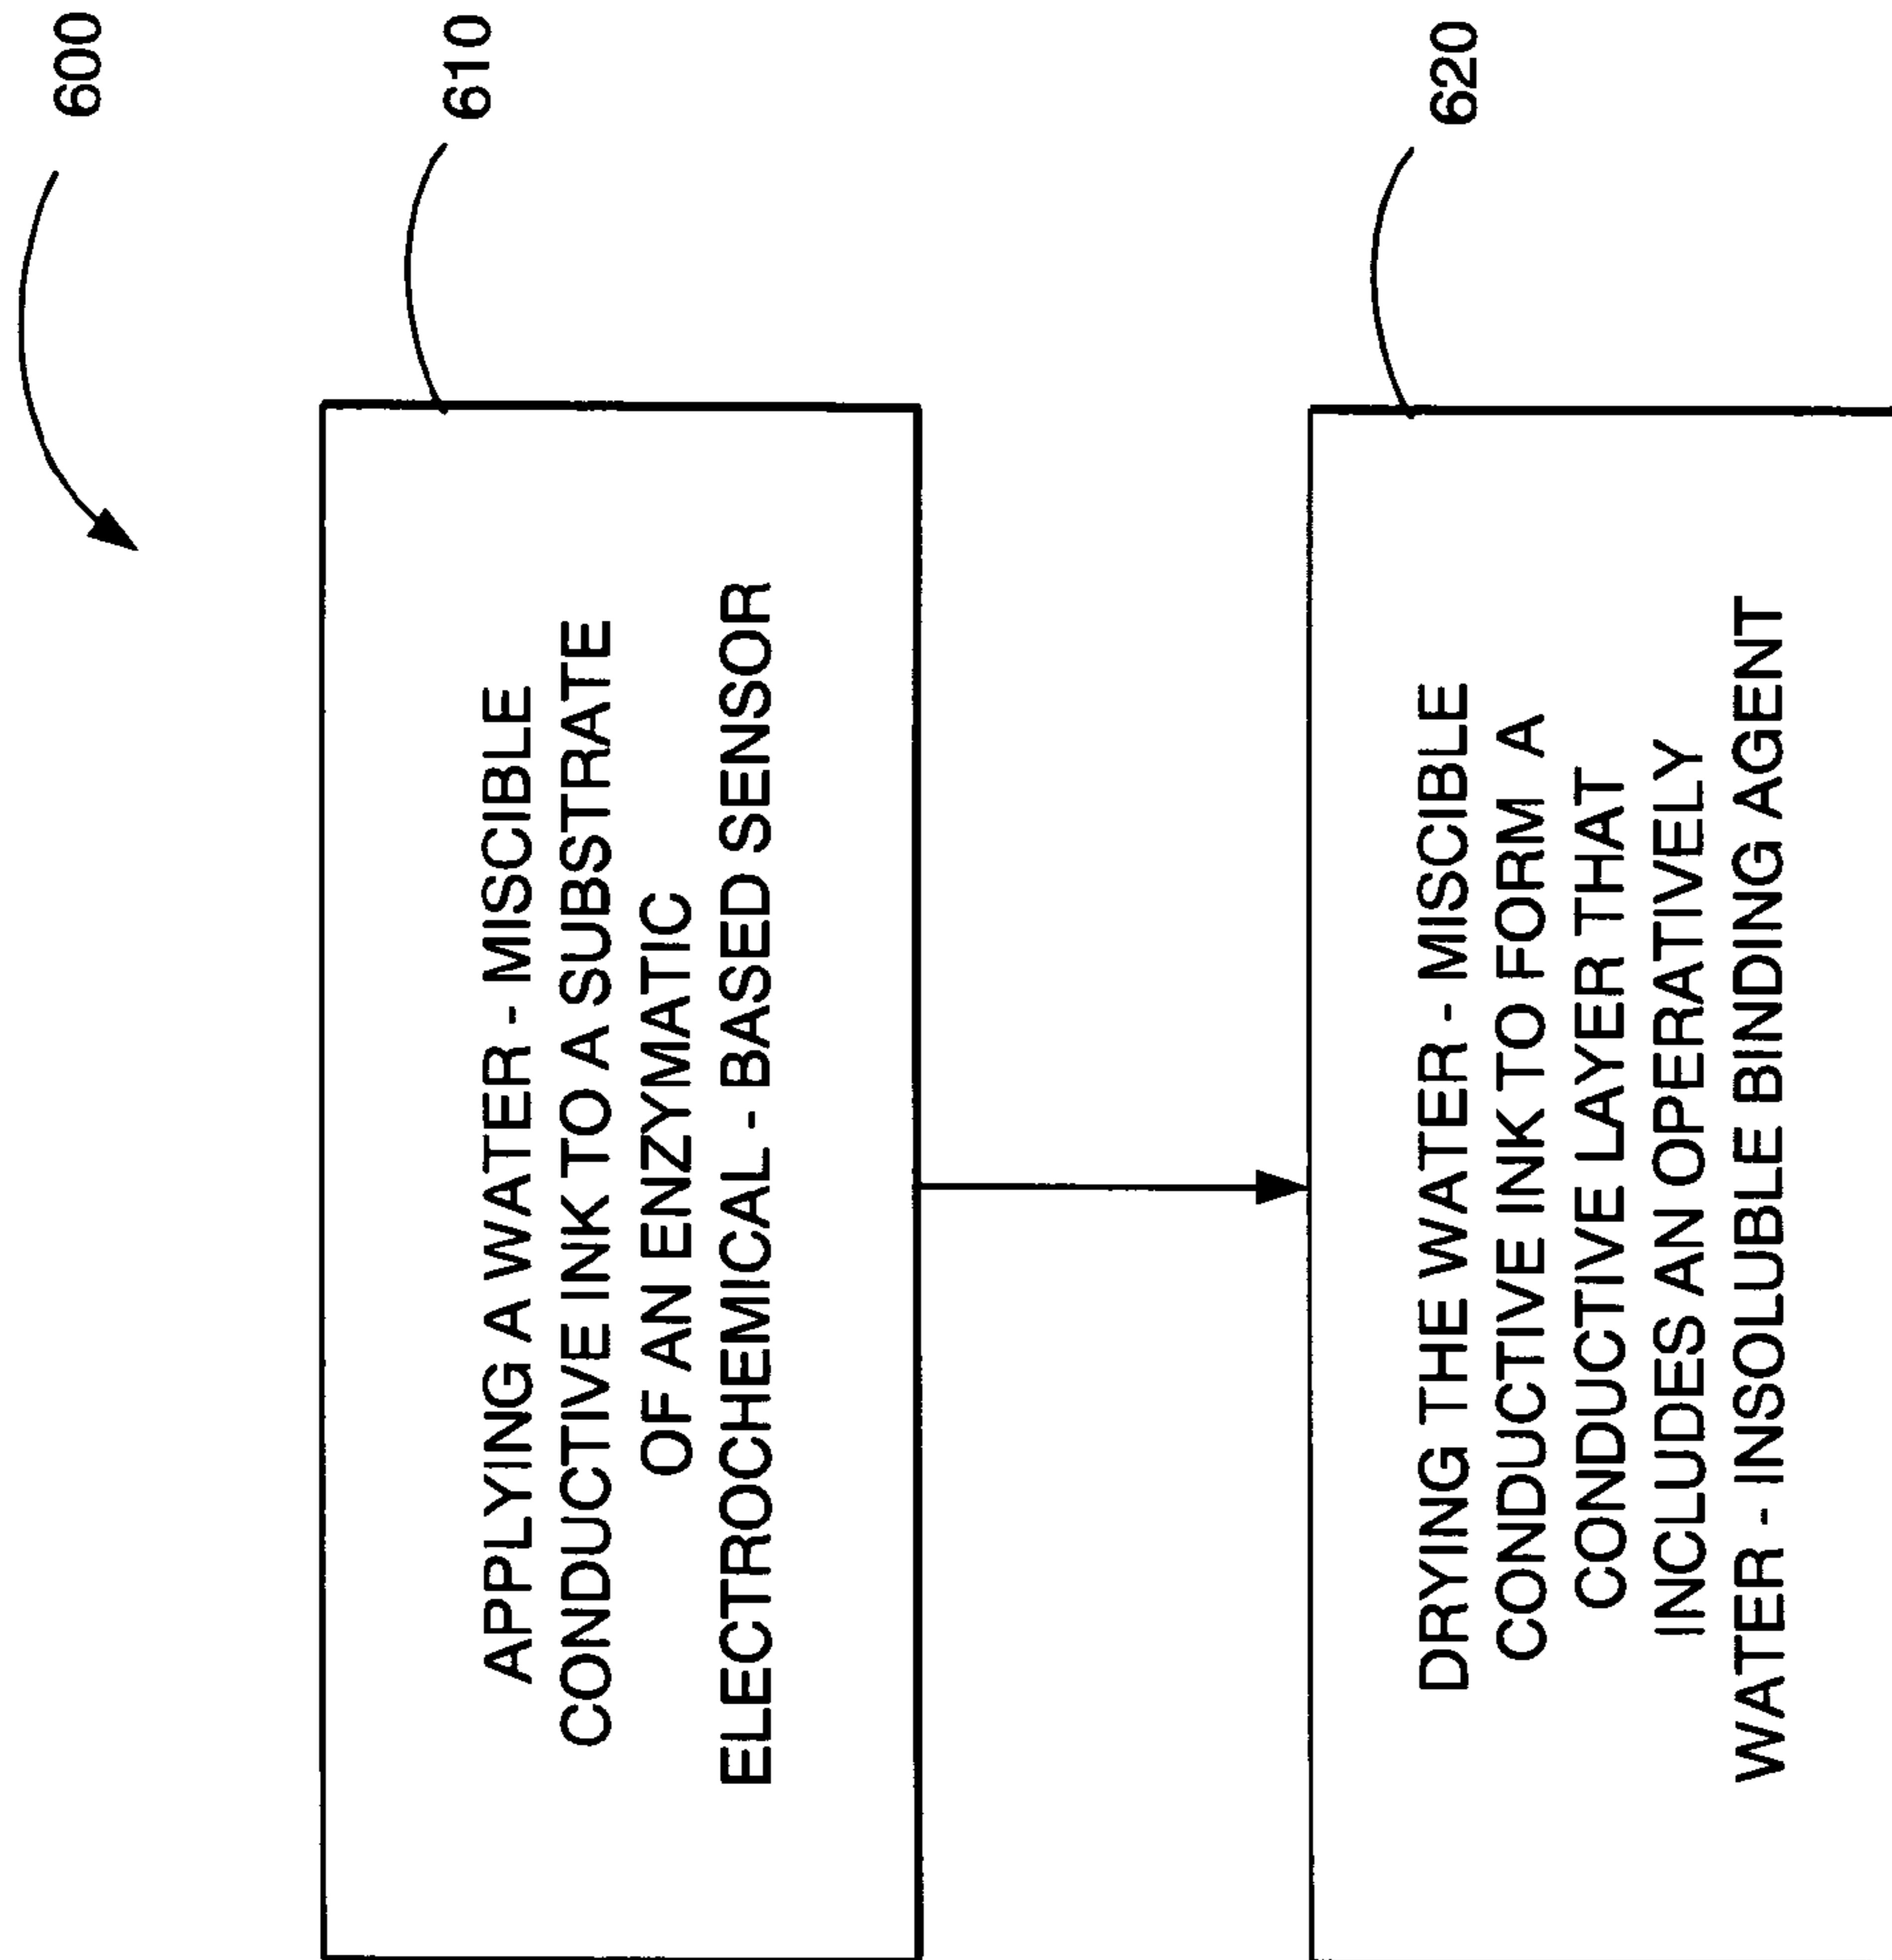 600
610
APPLYING A WATER - MISCIBLE
CONDUCTIVE INK TO A SUBSTRATE
OF AN ENZYMATIC
ELECTROCHEMICAL - BASED SENSOR
620
DRYING THE WATER - MISCIBLE
CONDUCTIVE INK TO FORM A
CONDUCTIVE LAYER THAT
INCLUDES AN OPERATIVELY
WATER - INSOLUBLE BINDING AGENT